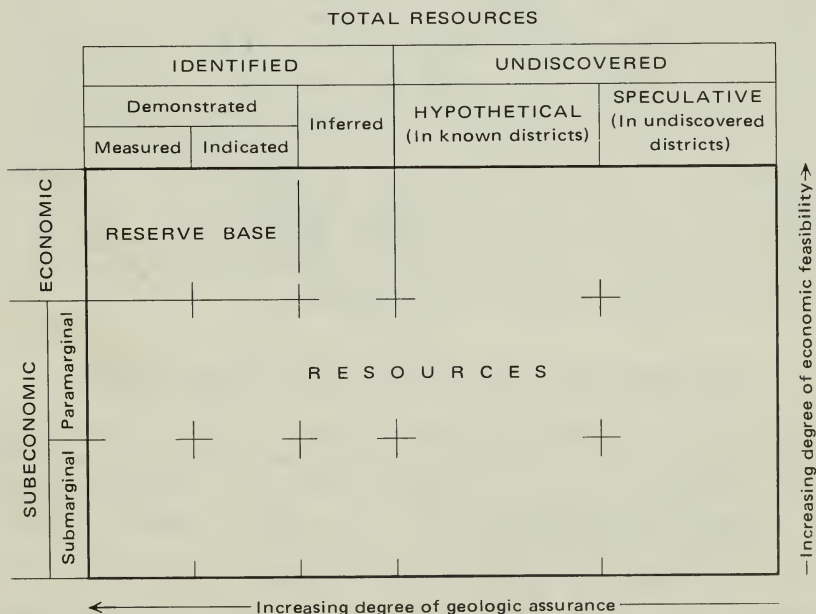 TOTAL RESOURCES
IDENTIFIED
UNDISCOVERED
Demonstrated
Inferred
HYPOTHETICAL
(In known districts)
SPECULATIVE
(In undiscovered
districts)
Measured
Indicated
ECONOMIC
RESERVE BASE
SUBECONOMIC
Paramarginal
RESOURCES
Submarginal
Increasing degree of economic feasibility
Increasing degree of geologic assurance